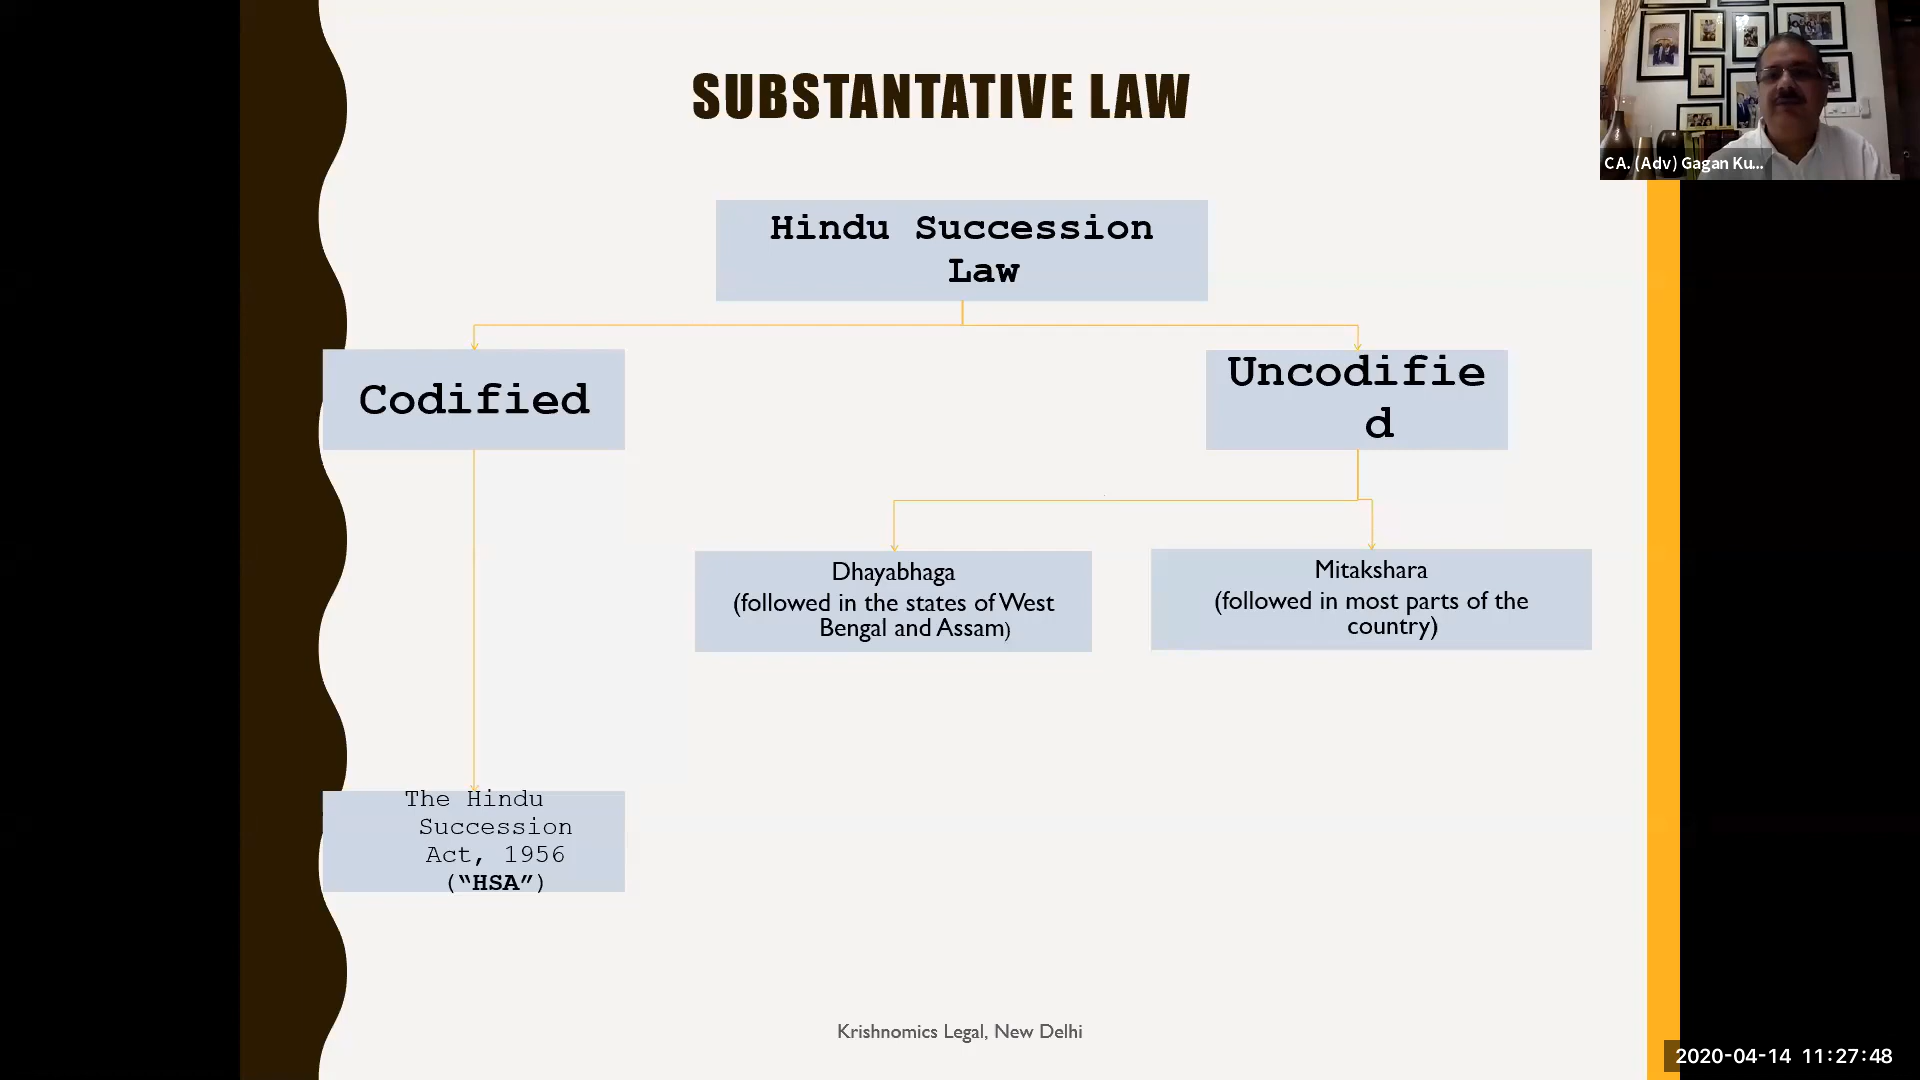 SUBSTANTATIVE LAW
CA. (Adv) Gagan Ku...
Hindu Succession
Law
Codified
Uncodifie
d
Dhayabhaga
(followed in the states of West
Bengal and Assam)
Mitakshara
(followed in most parts of the
country)
The Hindu
Succession
Act, 1956
(“HSA”)
Krishnomics Legal, New Delhi
2020-04-14 11:27:48